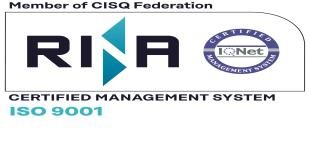 Member of CISQ Federation
RINA
CERTIFIED
IQNet
MANAGEMENT SYSTEM
CERTIFIED MANAGEMENT SYSTEM
ISO 9001